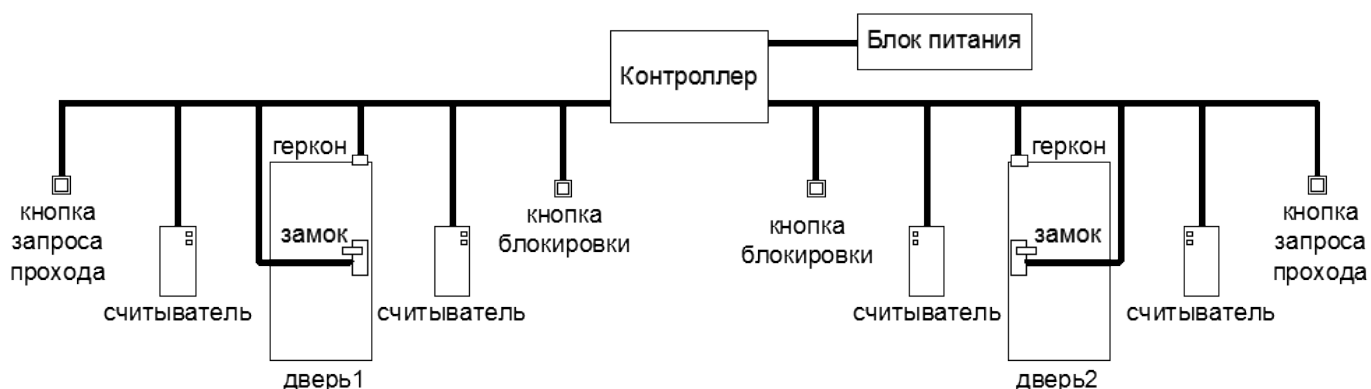 Блок питания
Контроллер
геркон
геркон
кнопка
запроса
прохода
замок
кнопка
блокировки
кнопка
блокировки
замок
кнопка
запроса
прохода
считыватель
считыватель
считыватель
считыватель
дверь1
дверь2